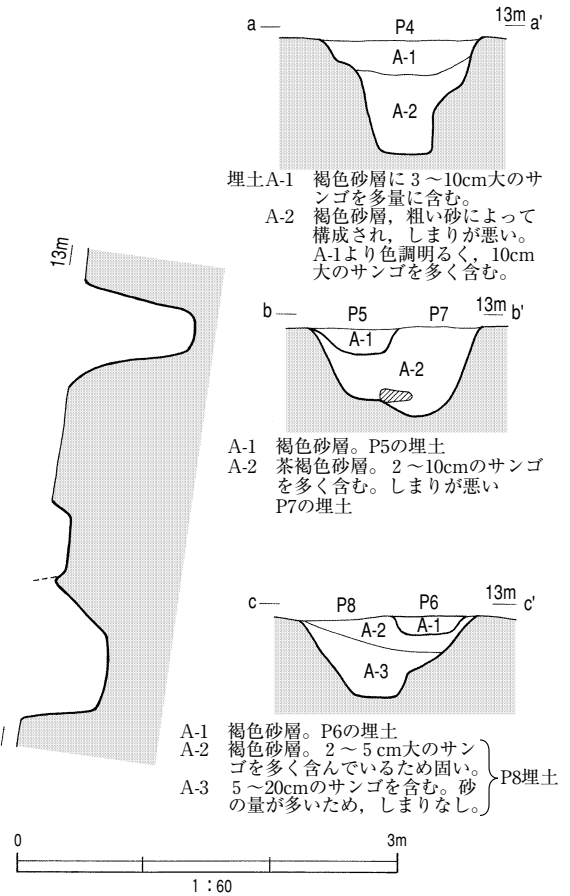 a P4 13m a'
A-1
A-2
埋土A-1 褐色砂層に3～10cm大のサ
ンゴを多量に含む。
A-2 褐色砂層，粗い砂によって
構成され，しまりが悪い。
A-1より色調明るく，10cm
大のサンゴを多く含む。
13m
b P5 P7 13m b'
A-1
A-2
A-1 褐色砂層。P5の埋土
A-2 茶褐色砂層。2～10cmのサンゴ
を多く含む。しまりが悪い
P7の埋土
c P8 P6 13m c'
A-2 A-1
A-3
A-1 褐色砂層。P6の埋土
A-2 褐色砂層。2～5cm大のサン
ゴを多く含んでいるため固い。
A-3 5～20cmのサンゴを含む。砂
の量が多いため，しまりなし。
P8埋土
0 3m
1：60